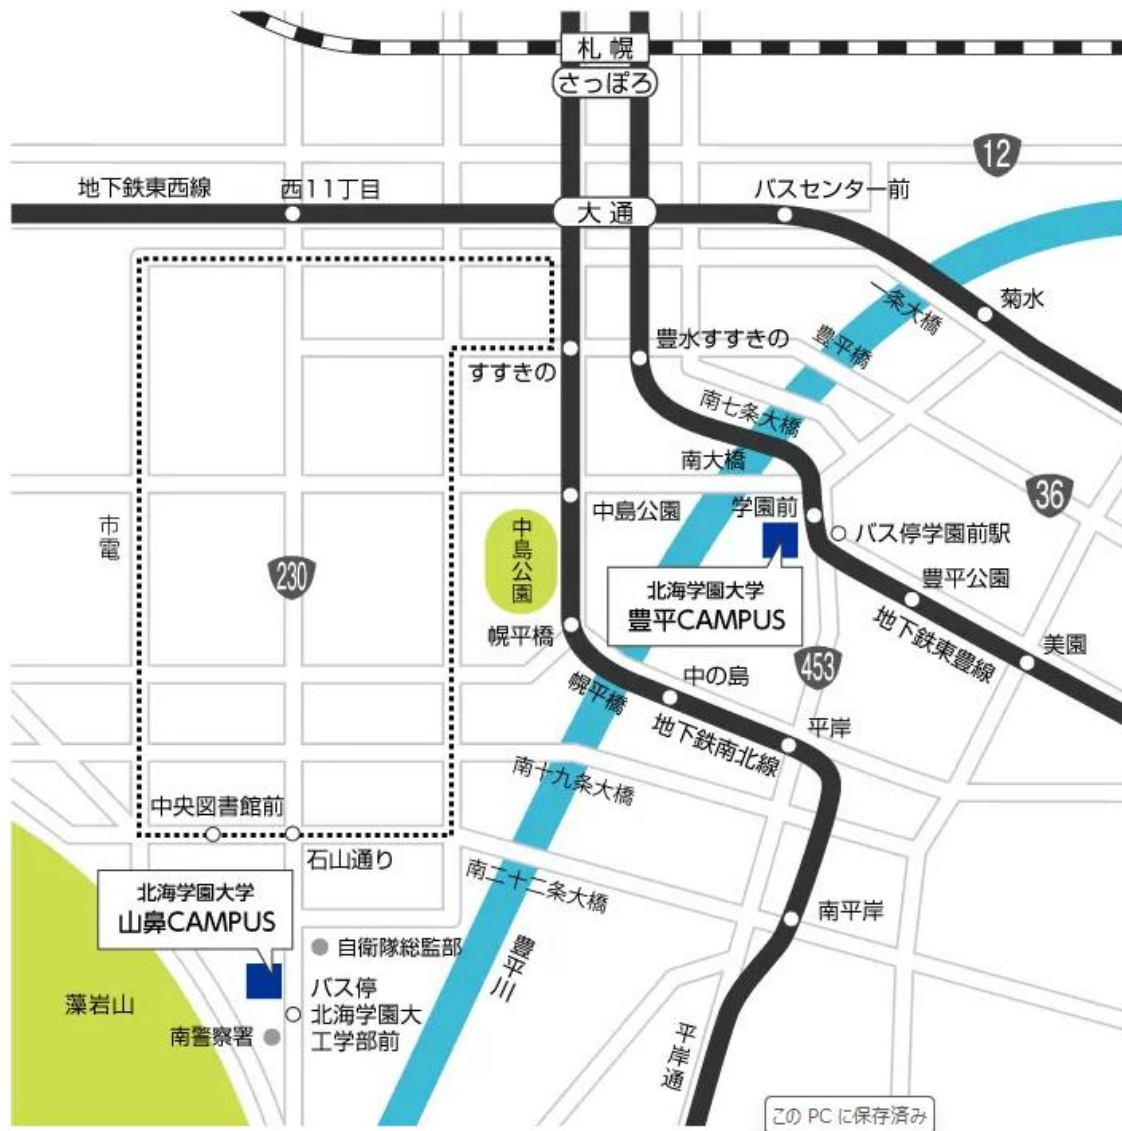 札幌
さっぽろ
12
地下鉄東西線
西11丁目
大通
バスセンター前
一条大橋
菊水
豊平橋
豊水すすきの
すすきの
南七条大橋
南大橋
36
市電
230
中島公園
中島公園
学園前
バス停学園前駅
北海学園大学
豊平CAMPUS
豊平公園
地下鉄東豊線
美園
幌平橋
幌平橋
中の島
453
地下鉄南北線
平岸
南十九条大橋
中央図書館前
石山通り
南二十二条大橋
北海学園大学
山鼻CAMPUS
南平岸
自衛隊総監部
豊平川
バス停
北海学園大
工学部前
藻岩山
南警察署
平岸通
この PC に保存済み